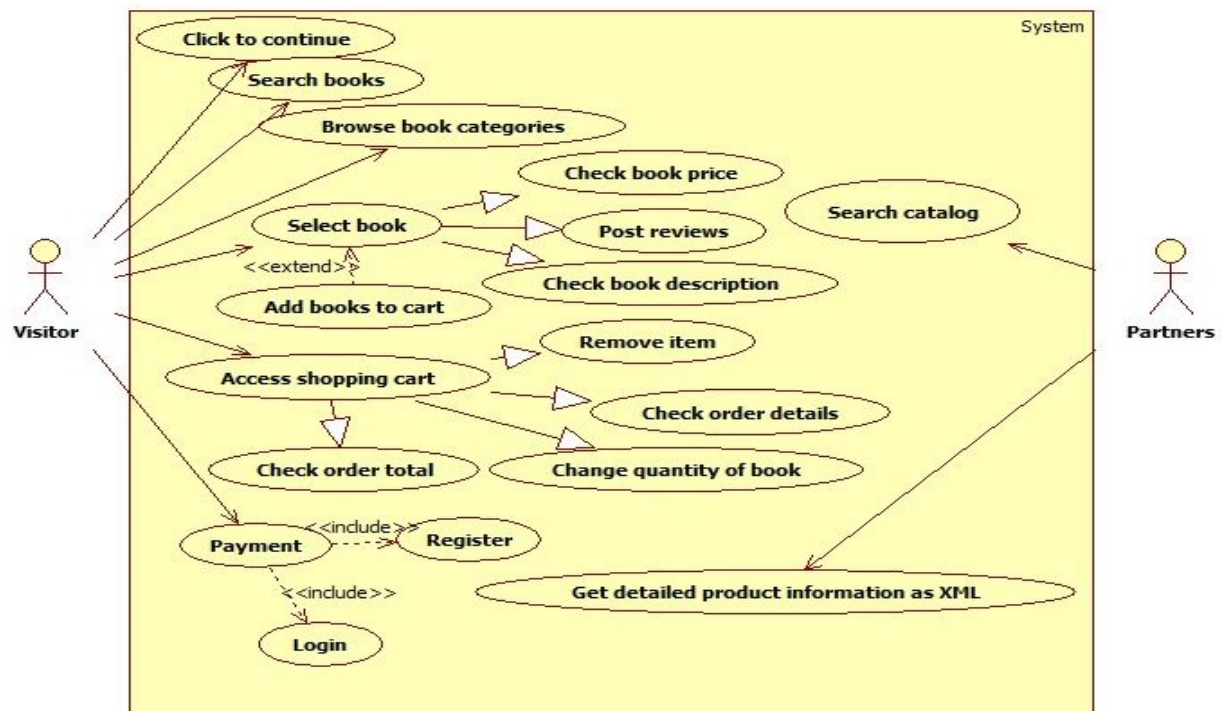 System
Click to continue
Search books
Browse book categories
Check book price
Search catalog
Select book
Post reviews
<<extend>>
Check book description
Add books to cart
Visitor
Partners
Remove item
Access shopping cart
Check order details
Check order total
Change quantity of book
<<include>>
Payment
Register
Get detailed product information as XML
<<include>>
Login